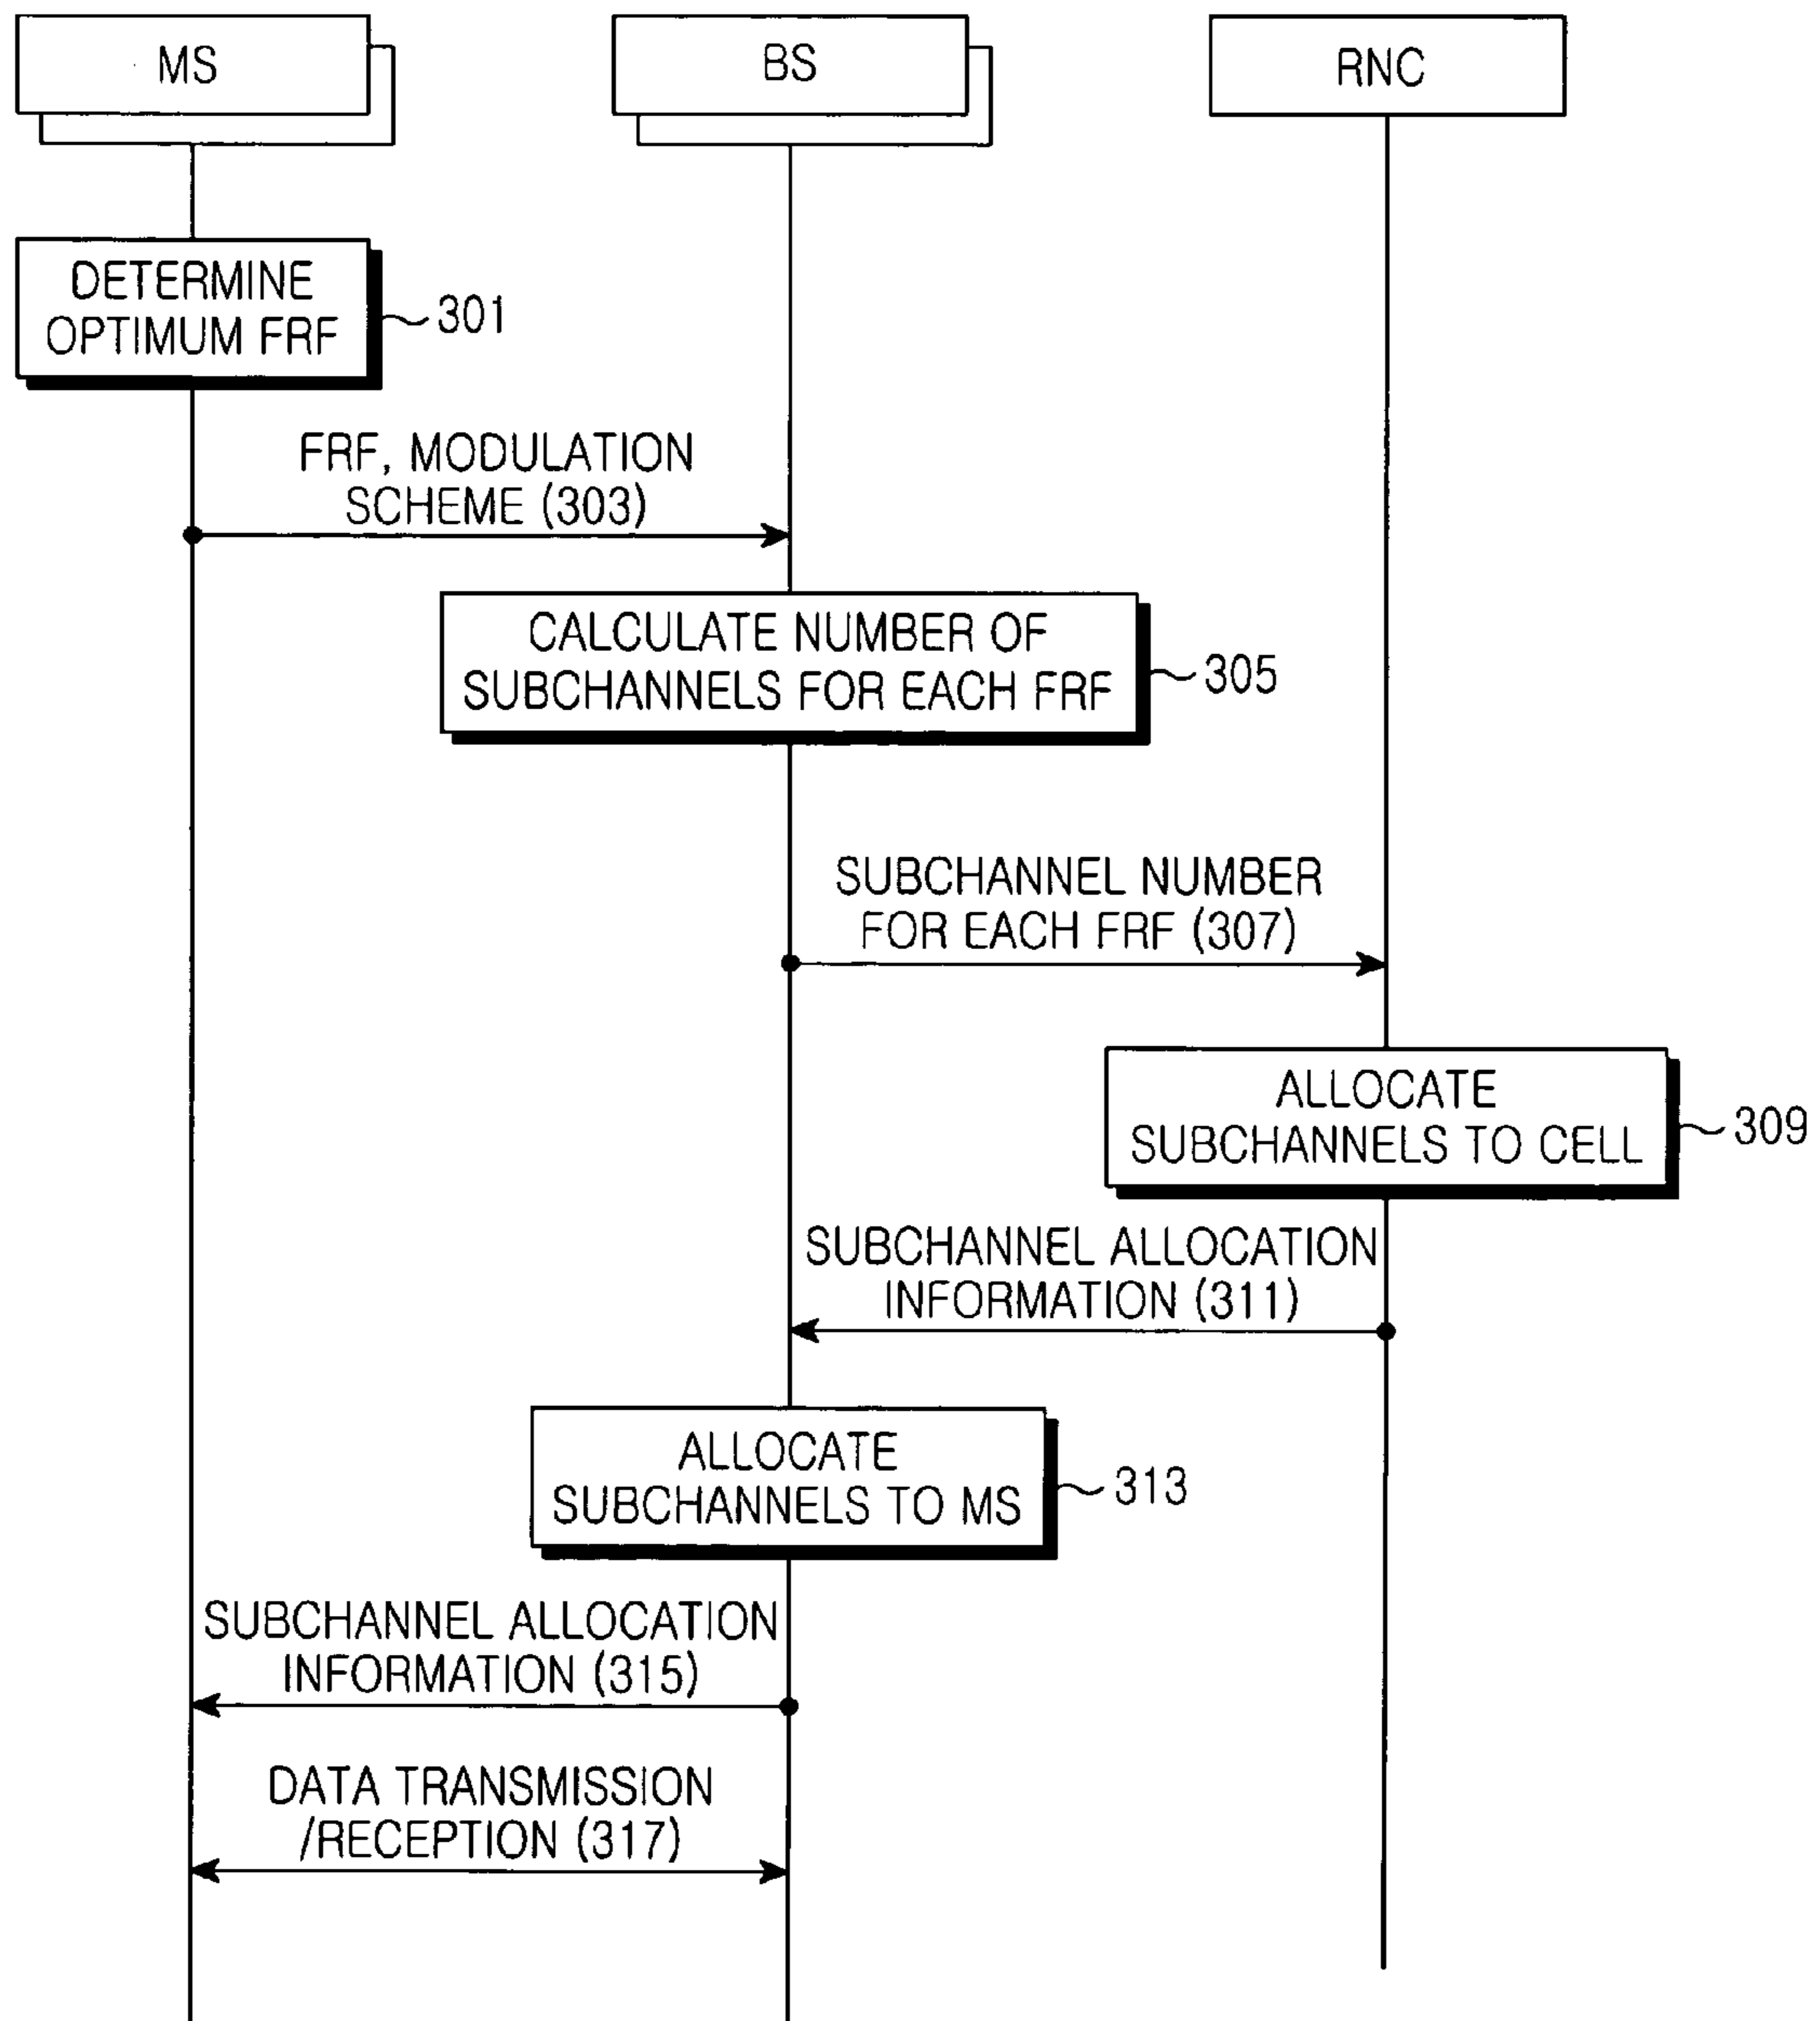 MS
BS
RNC
DETERMINE
OPTIMUM FRF
301
FRF, MODULATION
SCHEME (303)
CALCULATE NUMBER OF
SUBCHANNELS FOR EACH FRF
305
SUBCHANNEL NUMBER
FOR EACH FRF (307)
ALLOCATE
SUBCHANNELS TO CELL
309
SUBCHANNEL ALLOCATION
INFORMATION (311)
ALLOCATE
SUBCHANNELS TO MS
313
SUBCHANNEL ALLOCATION
INFORMATION (315)
DATA TRANSMISSION
/RECEPTION (317)